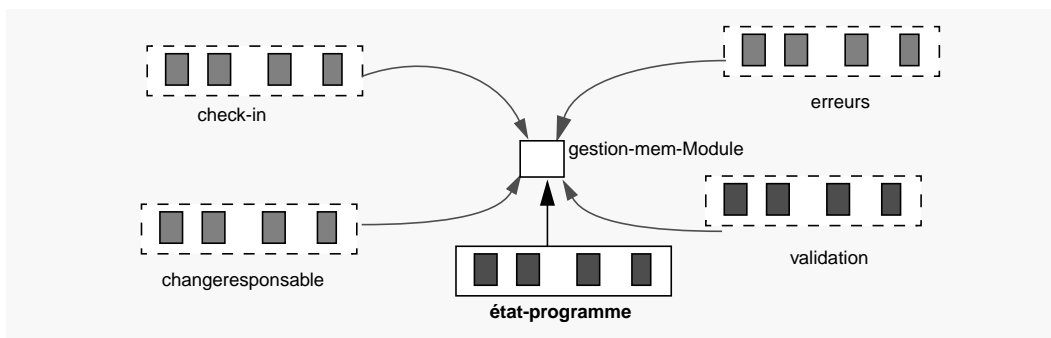 check-in
erreurs
gestion-mem-Module
changeresponsable
validation
état-programme